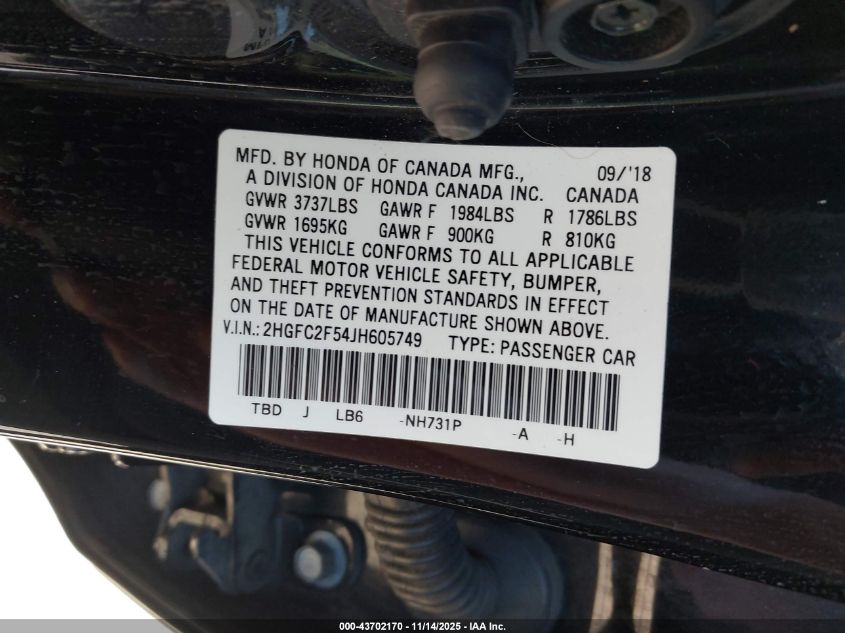 MFD. BY HONDA OF CANADA MFG., 09/'18
A DIVISION OF HONDA CANADA INC. CANADA
GVWR 3737LBS GAWR F 1984LBS R 1786LBS
GVWR 1695KG GAWR F 900KG R 810KG
THIS VEHICLE CONFORMS TO ALL APPLICABLE
FEDERAL MOTOR VEHICLE SAFETY, BUMPER,
AND THEFT PREVENTION STANDARDS IN EFFECT
ON THE DATE OF MANUFACTURE SHOWN ABOVE.
V.I.N.: 2HGFC2F54JH605749 TYPE: PASSENGER CAR
TBD J LB6 -NH731P -A -H
000-43702170 - 11/14/2025 - IAA Inc.